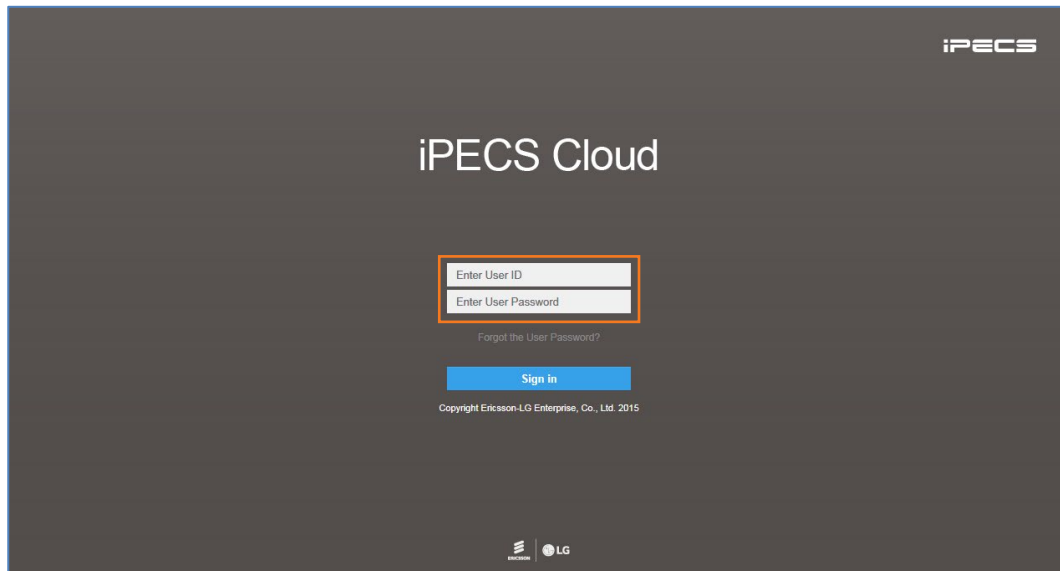 iPECS
iPECS Cloud
Enter User ID
Enter User Password
Forgot the User Password?
Sign in
Copyright Ericsson-LG Enterprise, Co., Ltd. 2015
ERICSSON LG